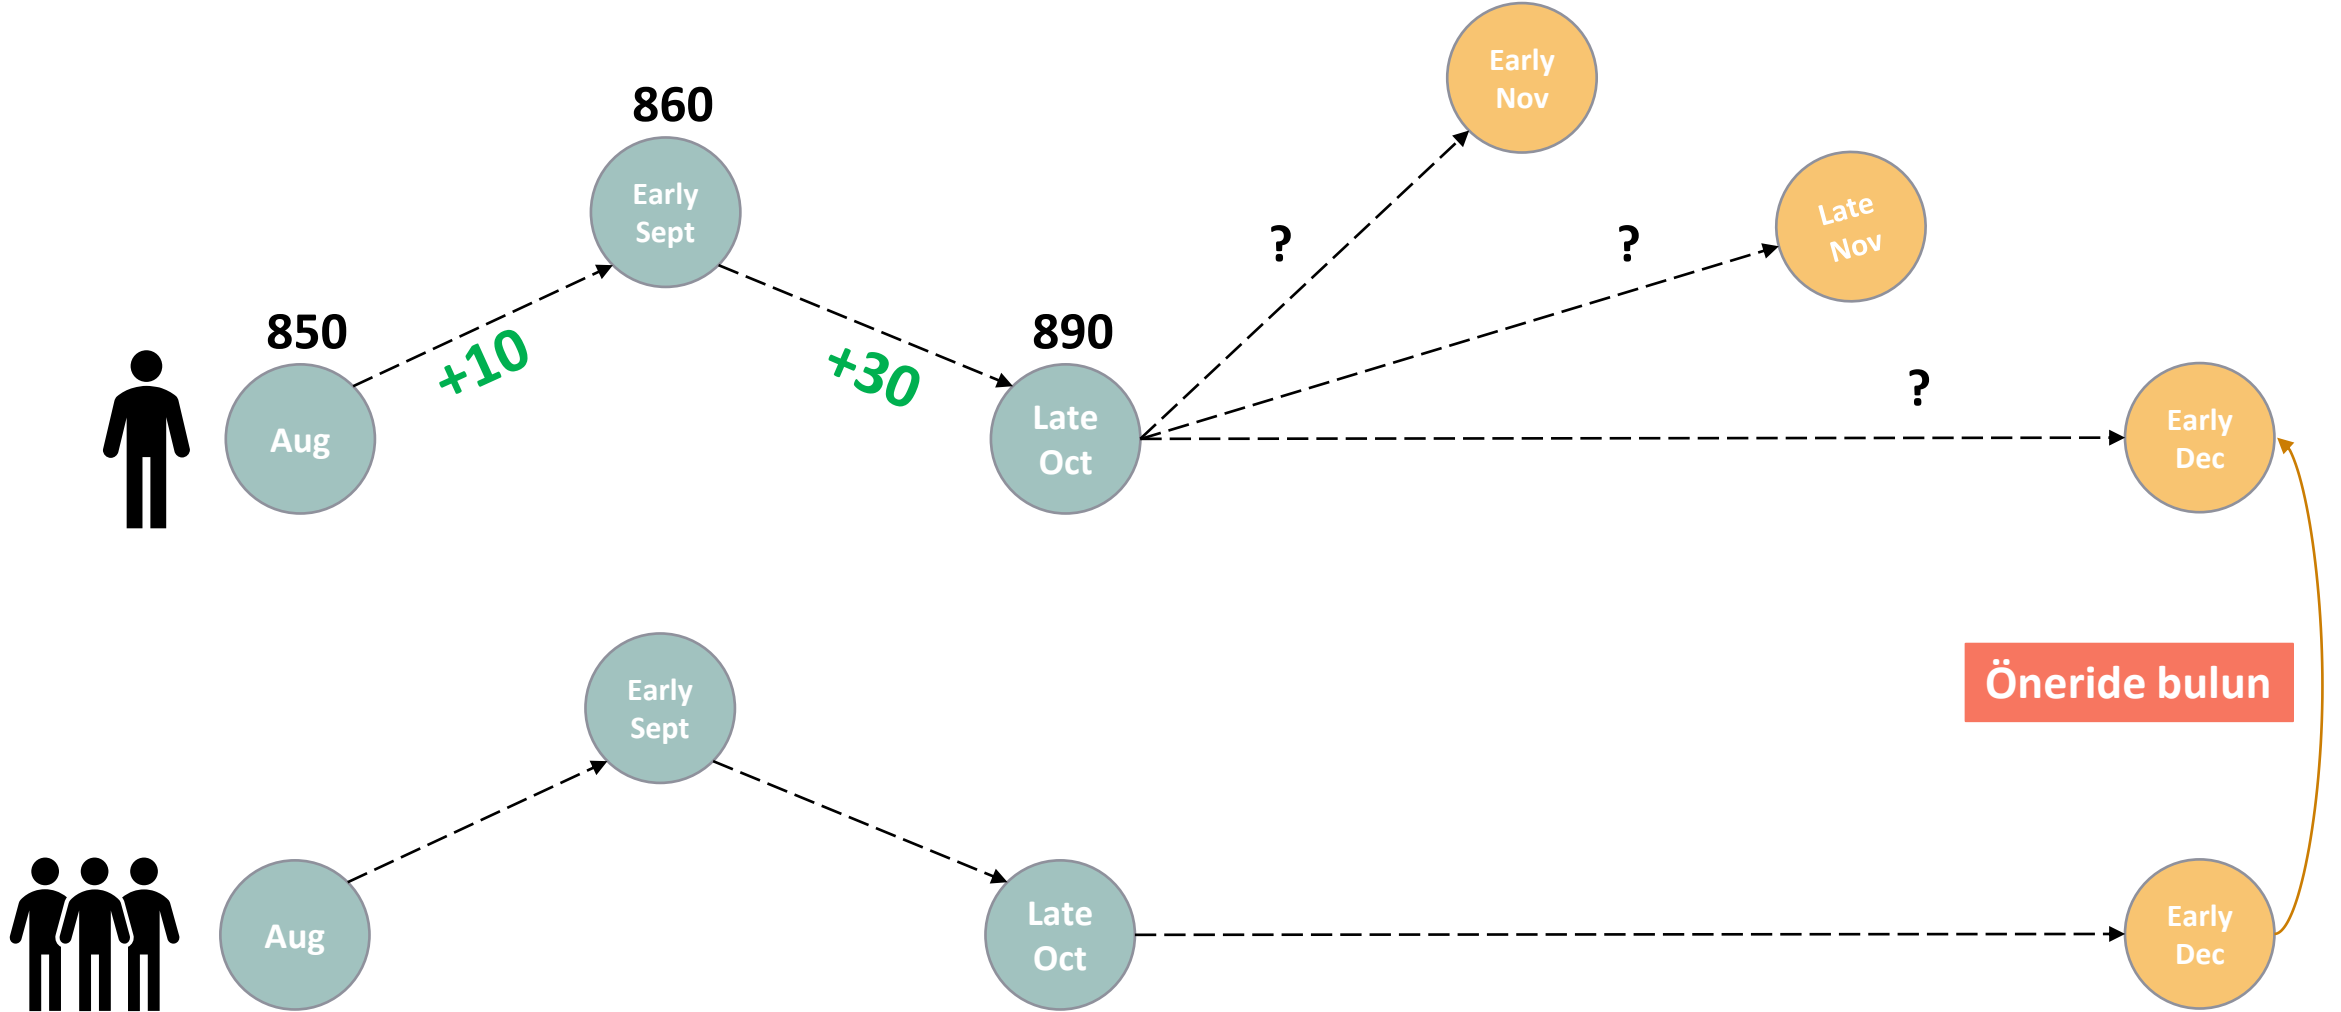 Early
Nov
860
Early
Sept
Late
Nov
?
?
850
+10
+30
890
?
Aug
Late
Oct
Early
Dec
Öneride bulun
Early
Sept
Aug
Late
Oct
Early
Dec